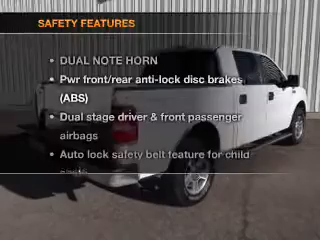 SAFETY FEATURES
• DUAL NOTE HORN
• Pwr front/rear anti-lock disc brakes
(ABS)
• Dual stage driver & front passenger
airbags
• Auto lock safety belt feature for child